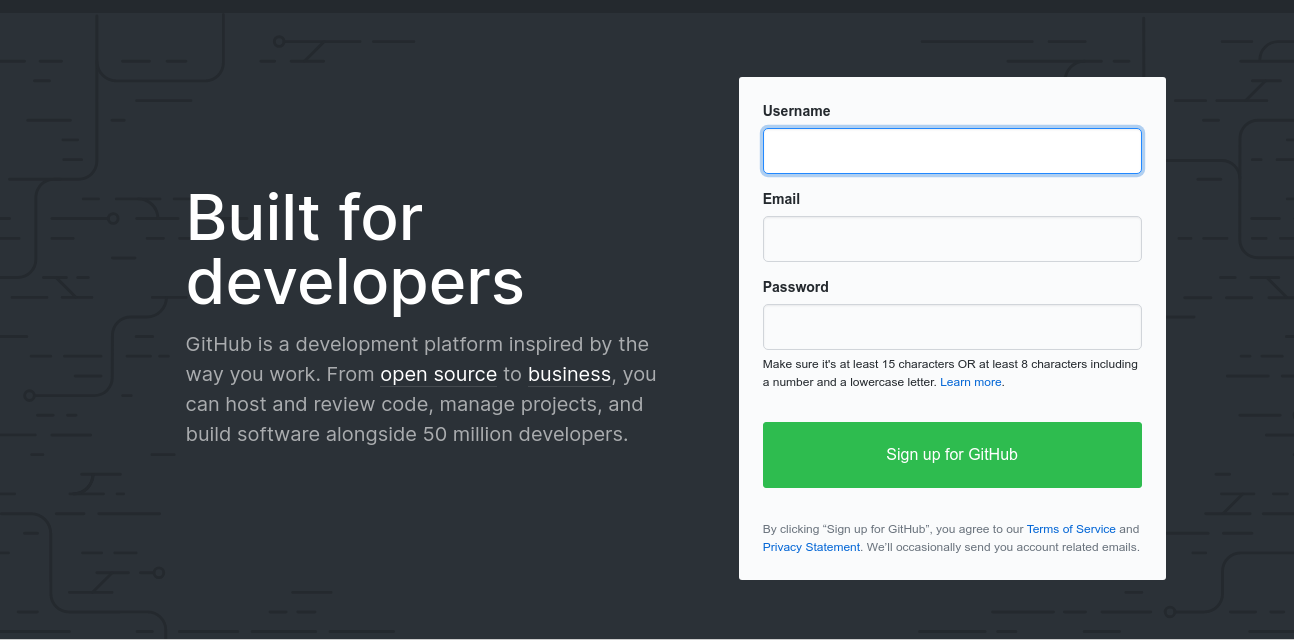 Built for
developers
GitHub is a development platform inspired by the
way you work. From open source to business, you
can host and review code, manage projects, and
build software alongside 50 million developers.
Username
Email
Password
Make sure it's at least 15 characters OR at least 8 characters including
a number and a lowercase letter. Learn more.
Sign up for GitHub
By clicking “Sign up for GitHub”, you agree to our Terms of Service and
Privacy Statement. We’ll occasionally send you account related emails.